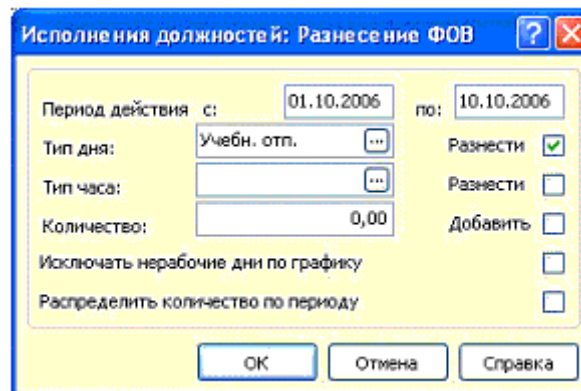 Исполнения должностей: Разнесение ФОВ
Период действия с: 01.10.2006 по: 10.10.2006
Тип дня: Учебн. отп. ... Разнести
Тип часа: ... Разнести
Количество: 0,00 Добавить
Исключать нерабочие дни по графику
Распределить количество по периоду
ОК Отмена Справка